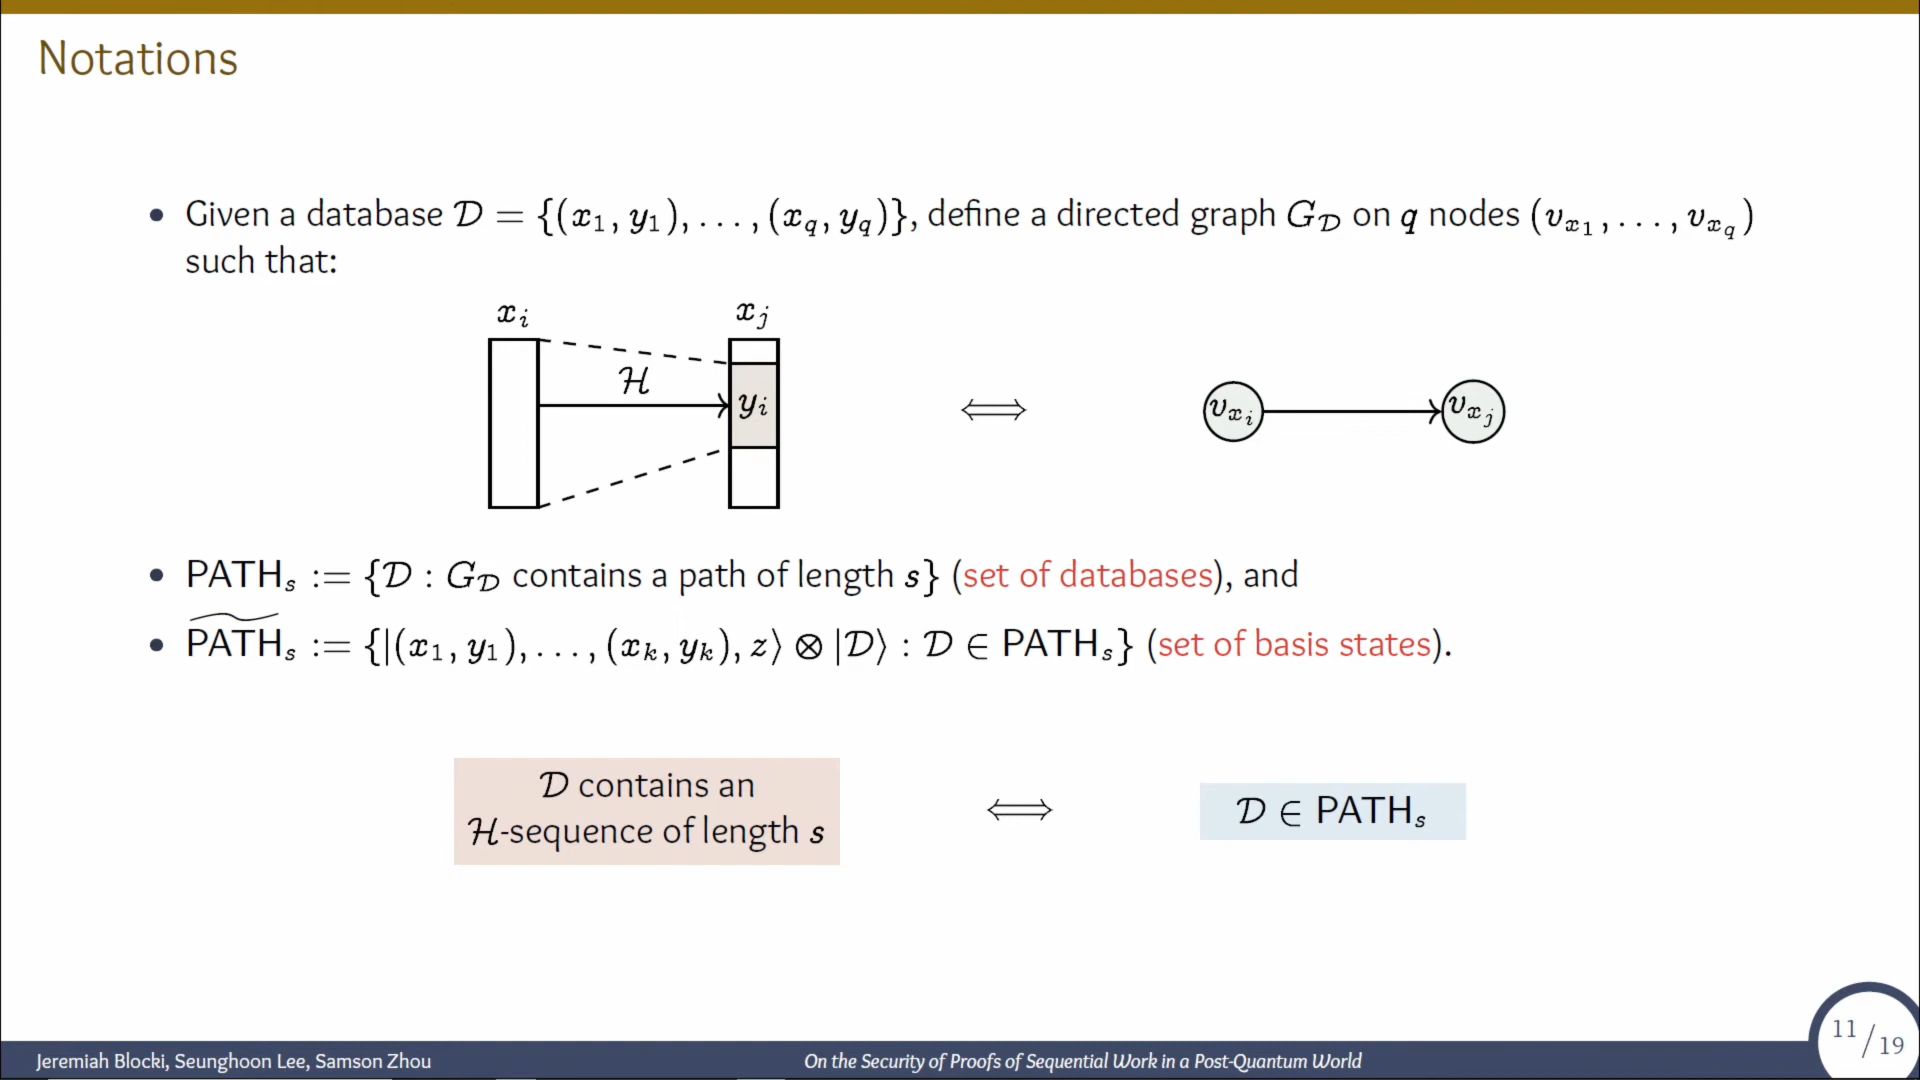 Notations
• Given a database 𝒟 = {(x₁, y₁), . . . , (x_q, y_q)}, define a directed graph G_𝒟 on q nodes (v_{x₁}, . . . , v_{x_q})
such that:
x_i
x_j
ℋ
y_i
⟺
v_{x_i}
v_{x_j}
• PATH_s := {𝒟 : G_𝒟 contains a path of length s} (set of databases), and
• \widetilde{PATH}_s := {|(x₁, y₁), . . . , (x_k, y_k), z⟩ ⊗ |𝒟⟩ : 𝒟 ∈ PATH_s} (set of basis states).
𝒟 contains an
ℋ-sequence of length s
⟺
𝒟 ∈ PATH_s
11/19
Jeremiah Blocki, Seunghoon Lee, Samson Zhou
On the Security of Proofs of Sequential Work in a Post-Quantum World